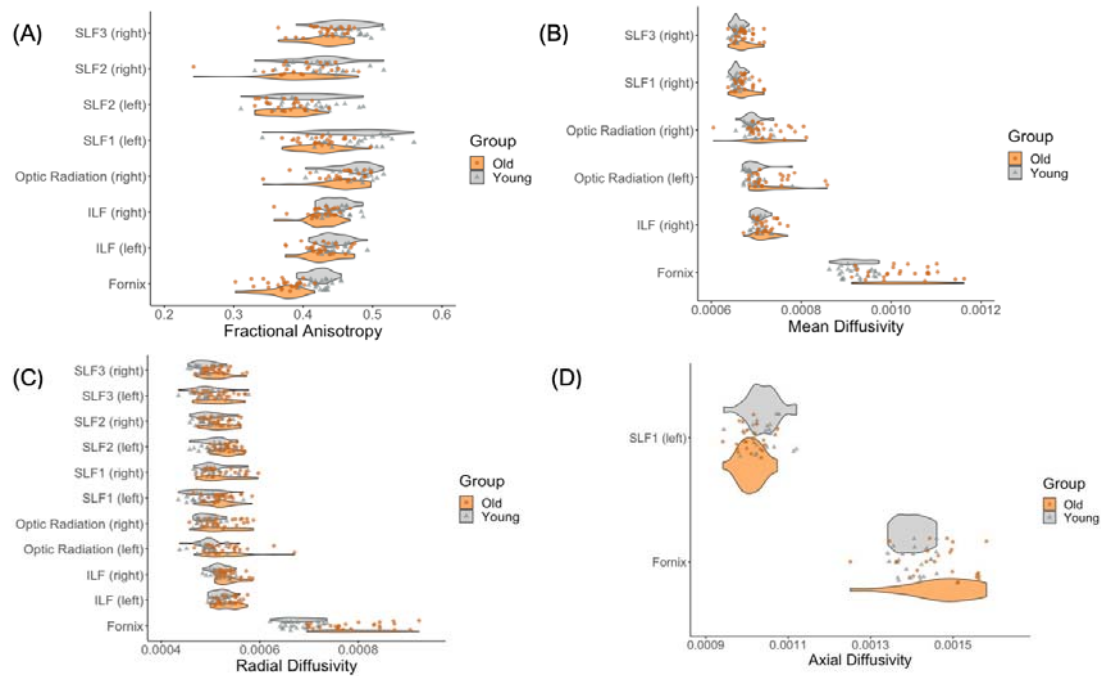 (A)
SLF3 (right)
SLF2 (right)
SLF2 (left)
SLF1 (left)
Optic Radiation (right)
ILF (right)
ILF (left)
Fornix
0.2 0.3 0.4 0.5 0.6
Fractional Anisotropy
Group
Old
Young
(B)
SLF3 (right)
SLF1 (right)
Optic Radiation (right)
Optic Radiation (left)
ILF (right)
Fornix
0.0006 0.0008 0.0010 0.0012
Mean Diffusivity
Group
Old
Young
(C)
SLF3 (right)
SLF3 (left)
SLF2 (right)
SLF2 (left)
SLF1 (right)
SLF1 (left)
Optic Radiation (right)
Optic Radiation (left)
ILF (right)
ILF (left)
Fornix
0.0004 0.0006 0.0008
Radial Diffusivity
Group
Old
Young
(D)
SLF1 (left)
Fornix
0.0009 0.0011 0.0013 0.0015
Axial Diffusivity
Group
Old
Young